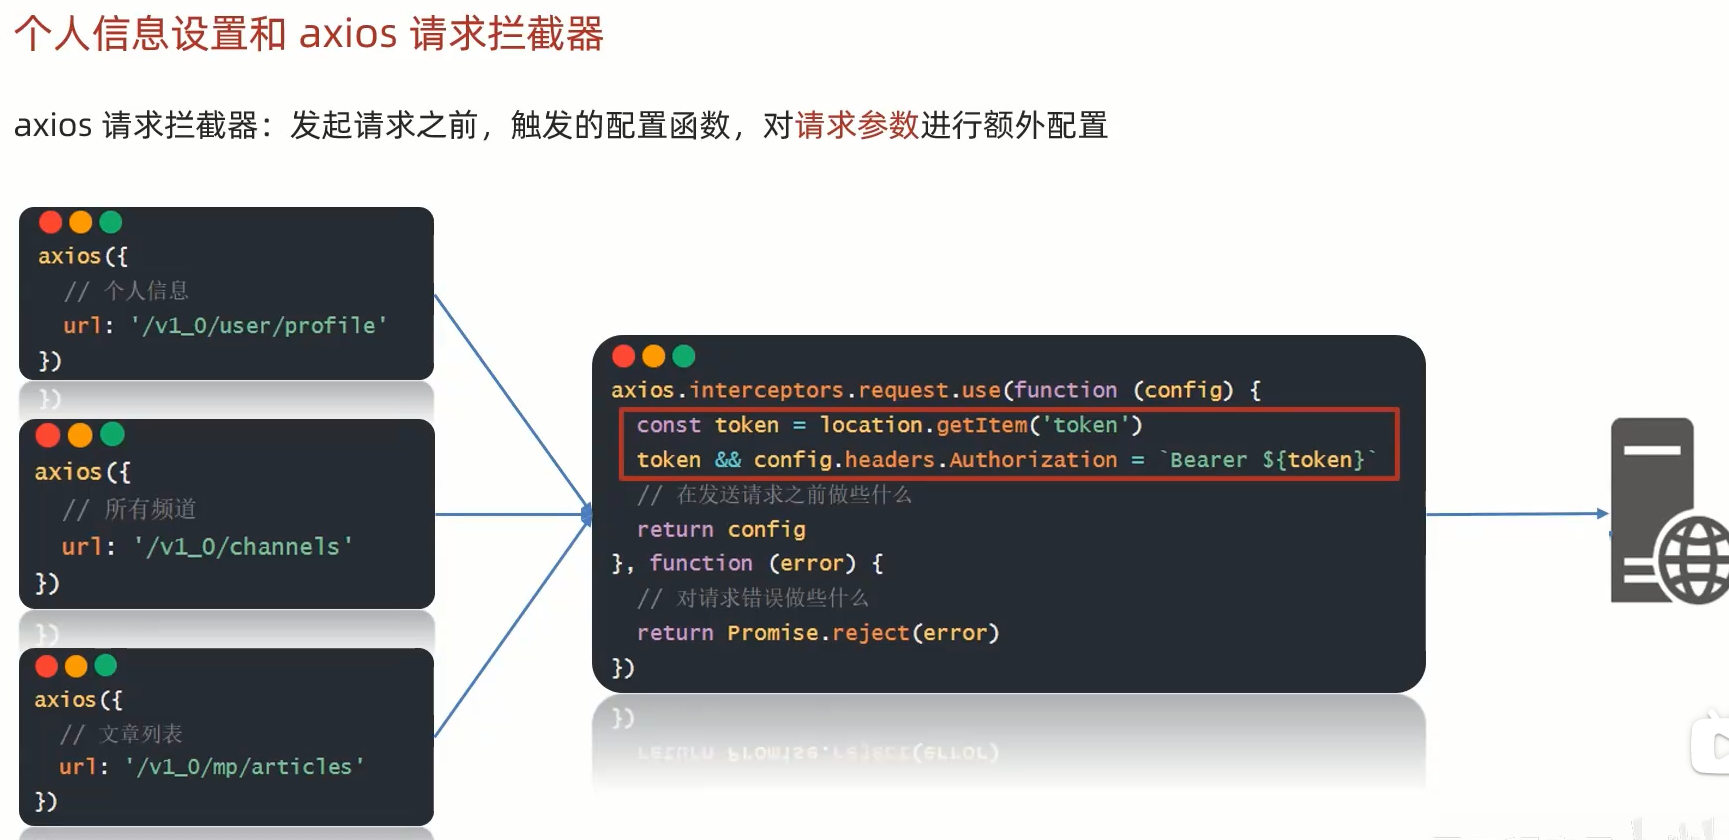 个人信息设置和 axios 请求拦截器
axios 请求拦截器：发起请求之前，触发的配置函数，对请求参数进行额外配置
axios({
// 个人信息
url: '/v1_0/user/profile'
})
axios({
// 所有频道
url: '/v1_0/channels'
})
axios({
// 文章列表
url: '/v1_0/mp/articles'
})
axios.interceptors.request.use(function (config) {
const token = location.getItem('token')
token && config.headers.Authorization = `Bearer ${token}`
// 在发送请求之前做些什么
return config
}, function (error) {
// 对请求错误做些什么
return Promise.reject(error)
})